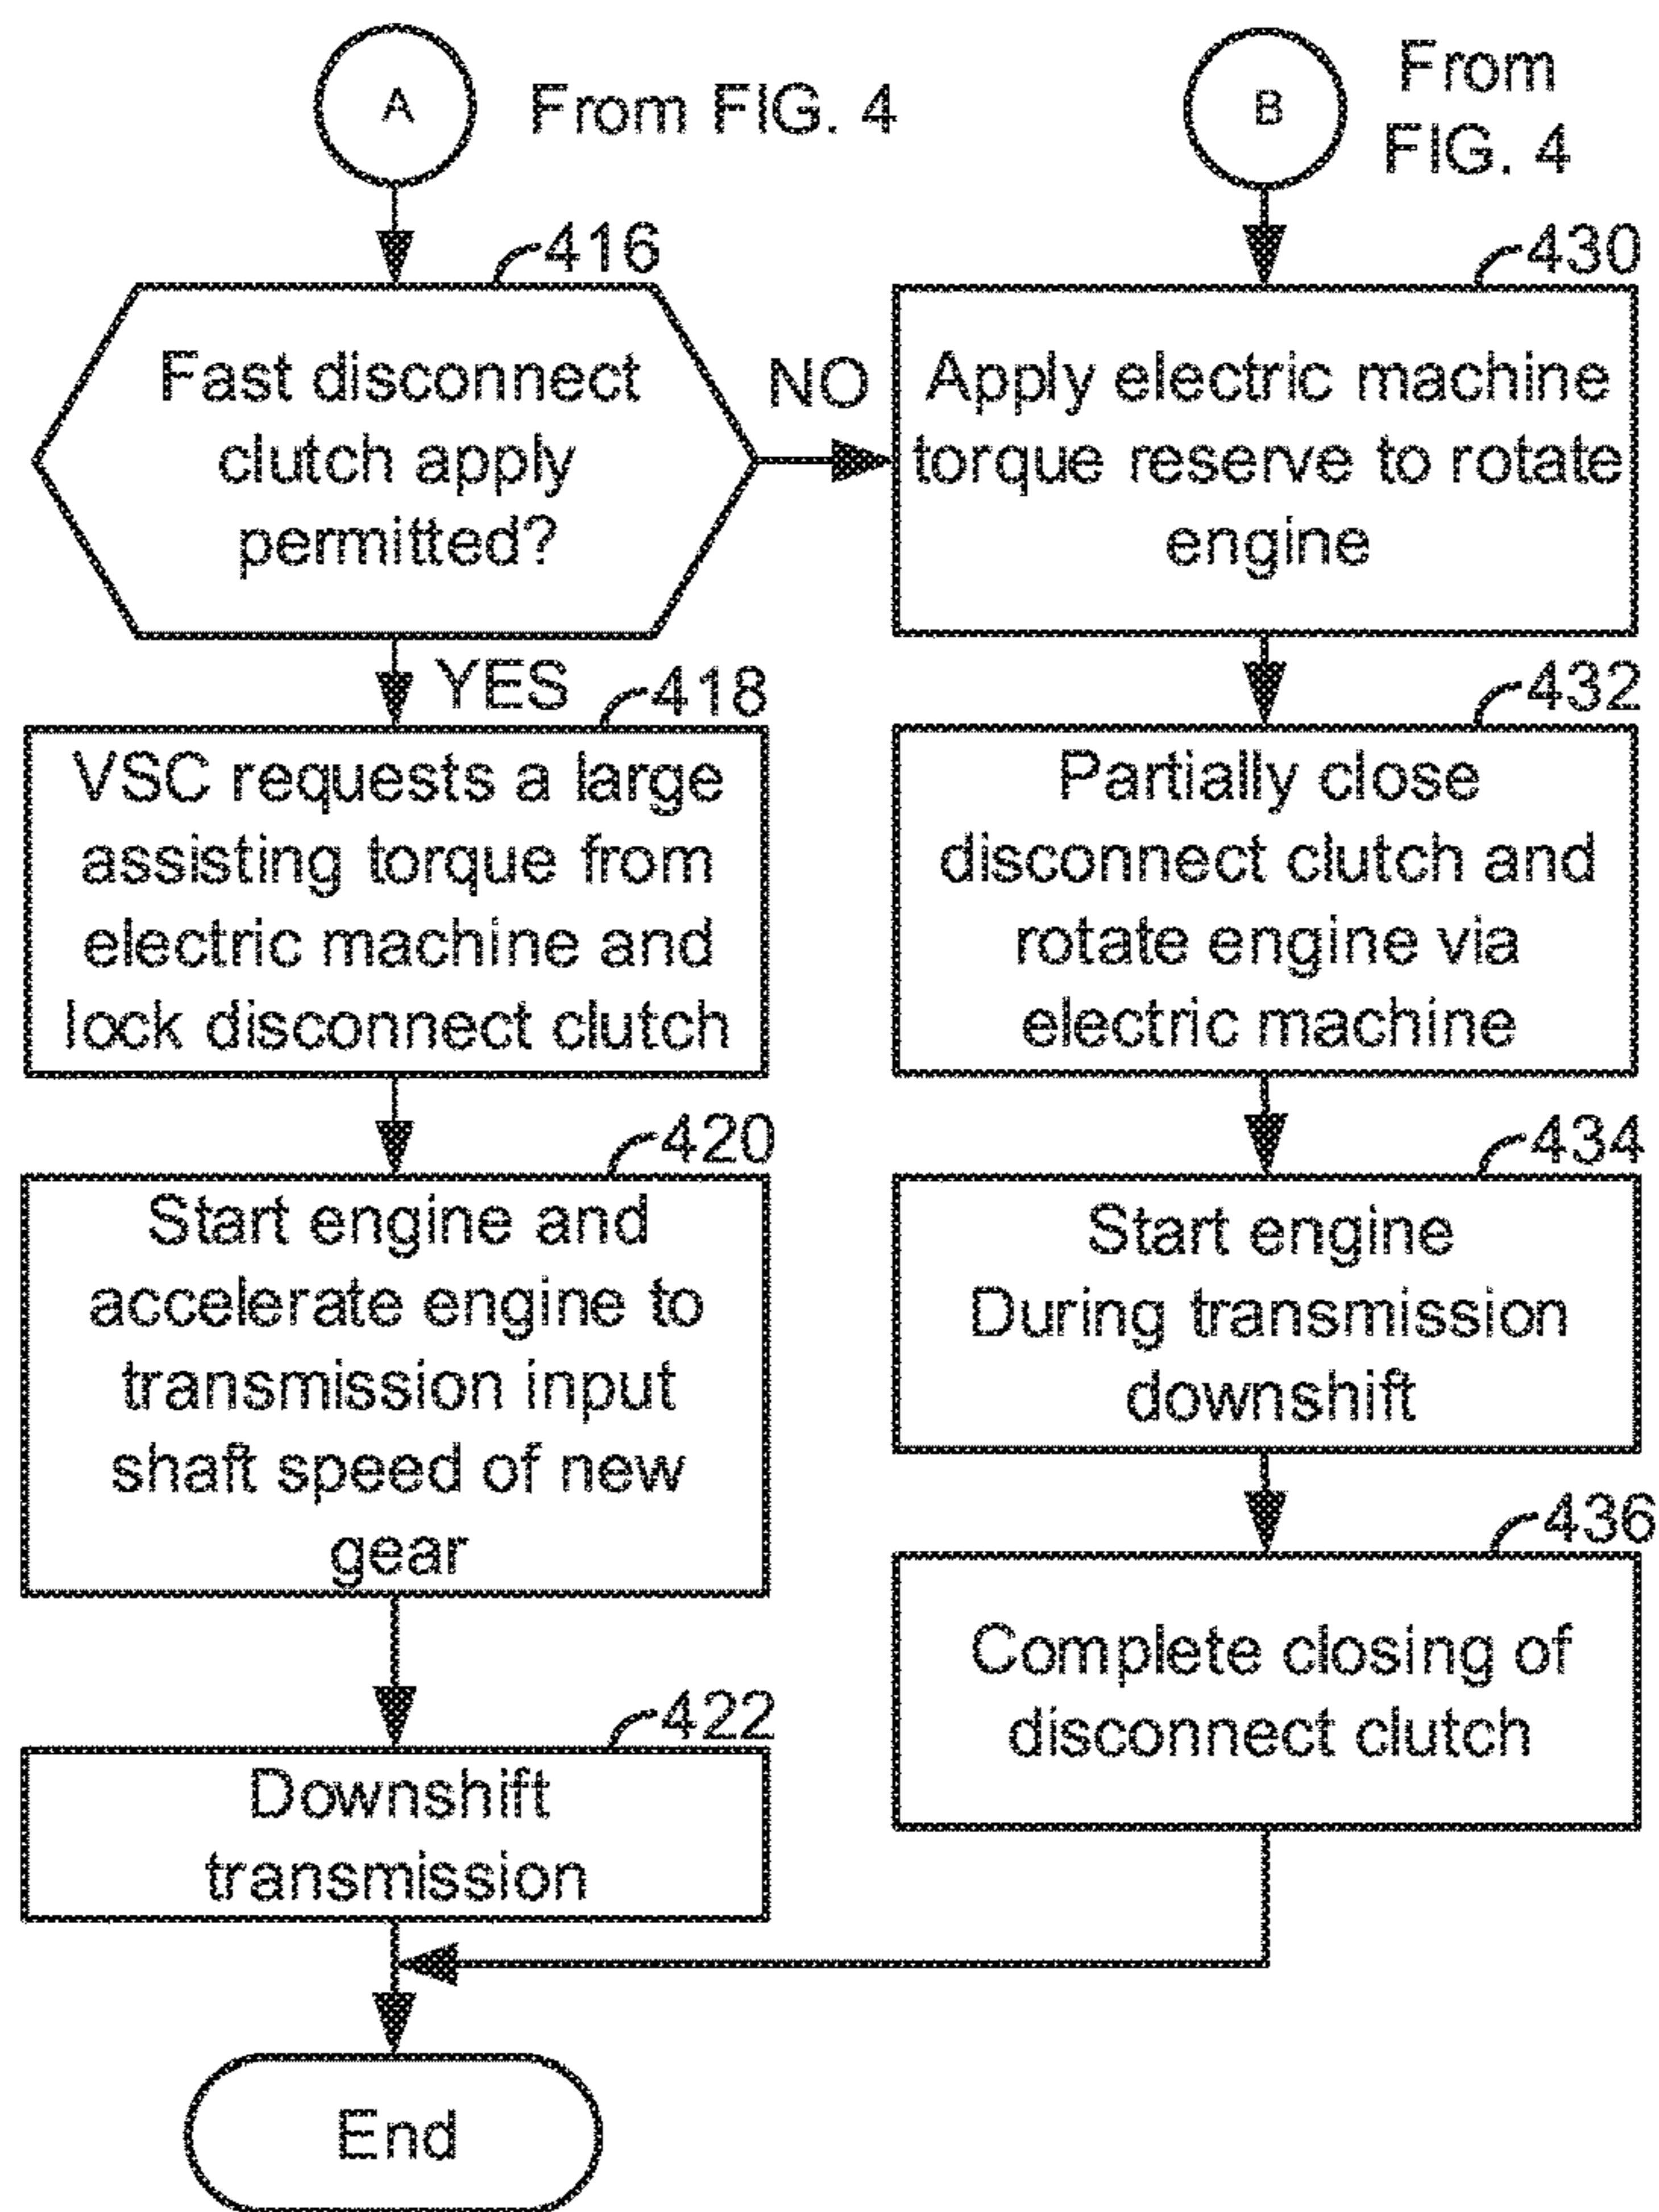 A
From FIG. 4
B
From
FIG. 4
416
Fast disconnect
clutch apply
permitted?
NO
YES
430
Apply electric machine
torque reserve to rotate
engine
418
VSC requests a large
assisting torque from
electric machine and
lock disconnect clutch
432
Partially close
disconnect clutch and
rotate engine via
electric machine
420
Start engine and
accelerate engine to
transmission input
shaft speed of new
gear
434
Start engine
During transmission
downshift
422
Downshift
transmission
436
Complete closing of
disconnect clutch
End